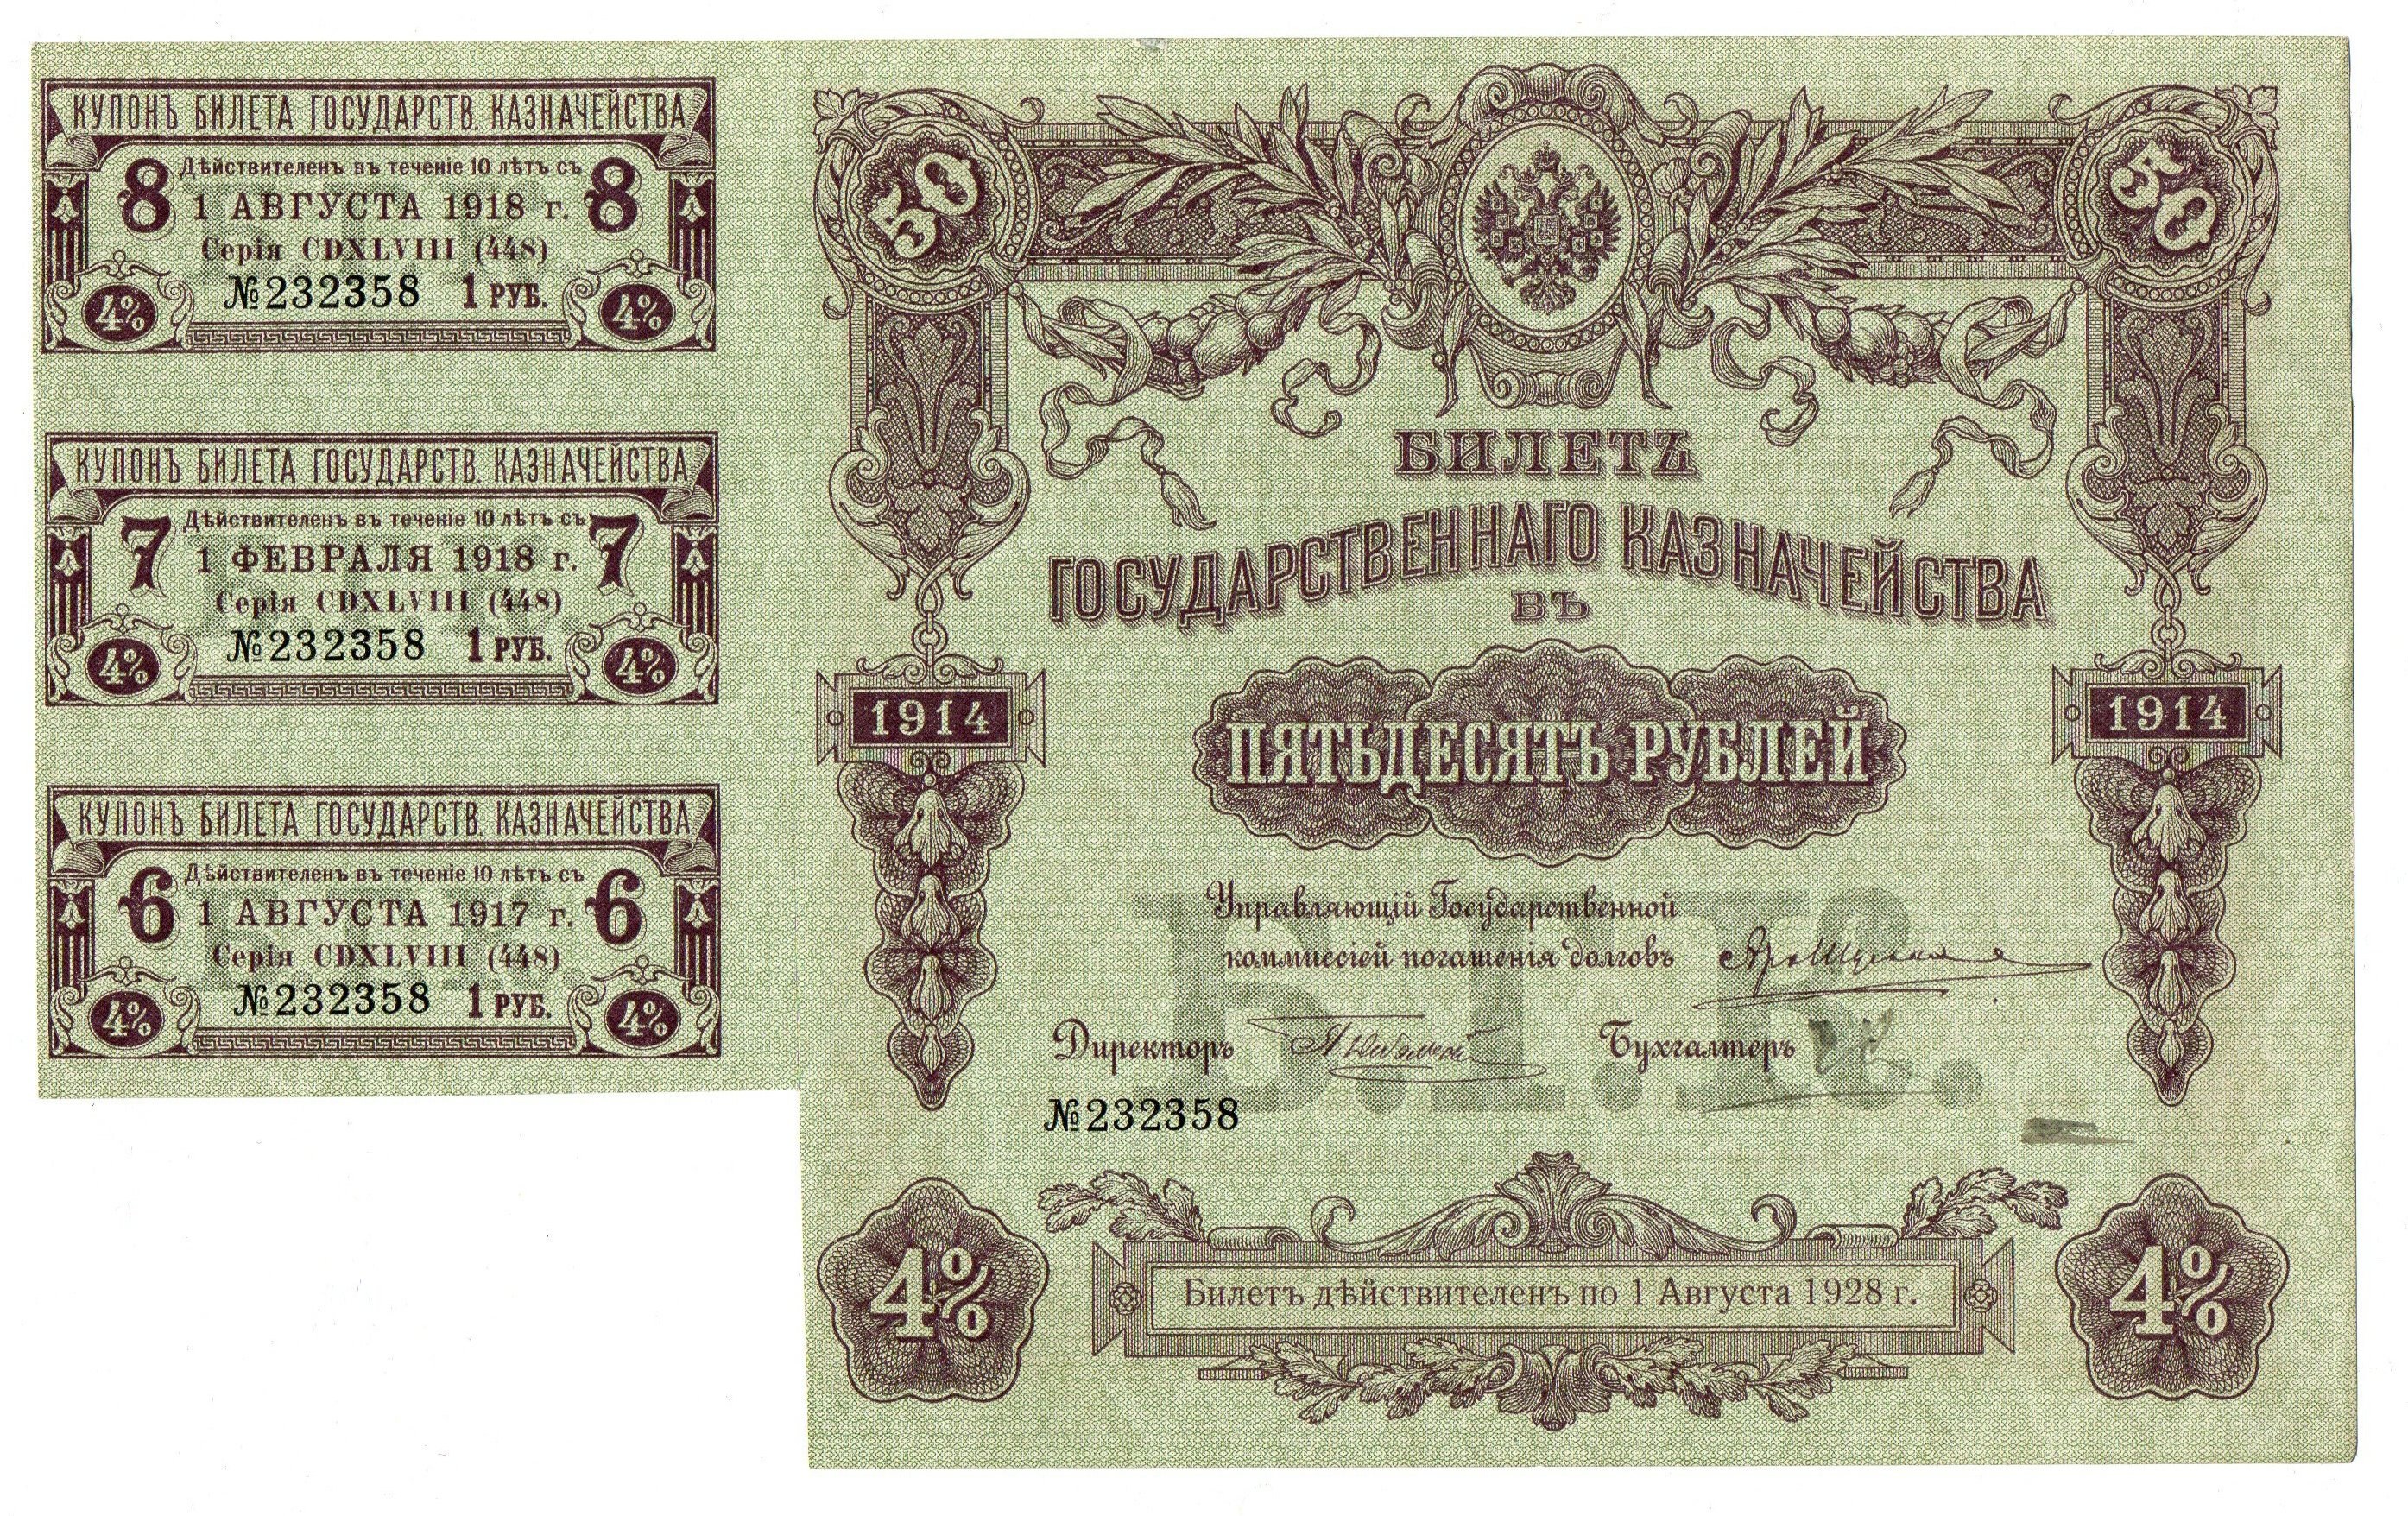 КУПОНЪ БИЛЕТА ГОСУДАРСТВ. КАЗНАЧЕЙСТВА
8 Дѣйствителенъ въ теченіе 10 лѣтъ съ 8
1 АВГУСТА 1918 г.
Серія CDXLVIII (448)
№232358 1 РУБ.
4% 4%
КУПОНЪ БИЛЕТА ГОСУДАРСТВ. КАЗНАЧЕЙСТВА
7 Дѣйствителенъ въ теченіе 10 лѣтъ съ 7
1 ФЕВРАЛЯ 1918 г.
Серія CDXLVIII (448)
№232358 1 РУБ.
4% 4%
КУПОНЪ БИЛЕТА ГОСУДАРСТВ. КАЗНАЧЕЙСТВА
6 Дѣйствителенъ въ теченіе 10 лѣтъ съ 6
1 АВГУСТА 1917 г.
Серія CDXLVIII (448)
№232358 1 РУБ.
4% 4%
50 50
БИЛЕТЪ
ГОСУДАРСТВЕННАГО КАЗНАЧЕЙСТВА
ВЪ
1914 1914
ПЯТЬДЕСЯТЪ РУБЛЕЙ
Управляющій Государственной
коммиссіей погашенія долговъ
Б.Г.К.
Директоръ Бухгалтеръ
№232358
4% 4%
Билетъ дѣйствителенъ по 1 Августа 1928 г.